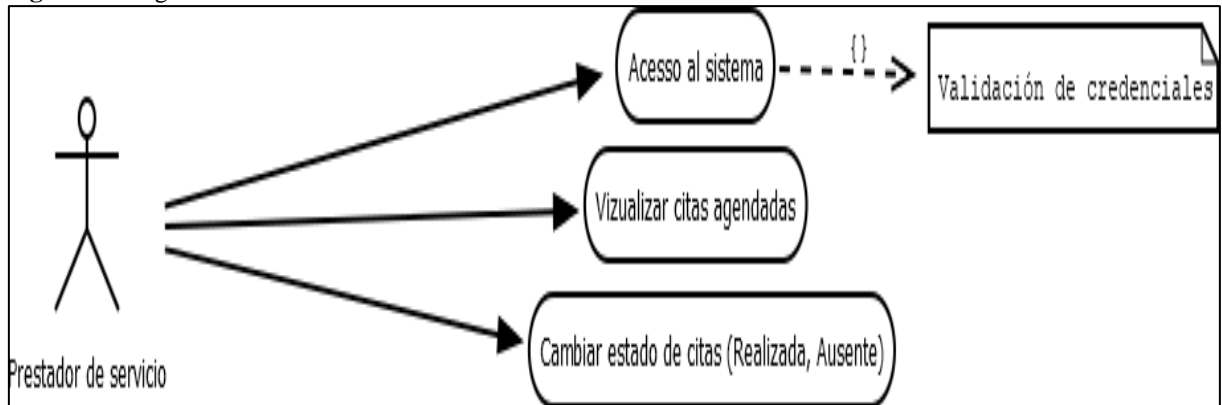 Acesso al sistema
{ }
Validación de credenciales
Vizualizar citas agendadas
Cambiar estado de citas (Realizada, Ausente)
Prestador de servicio